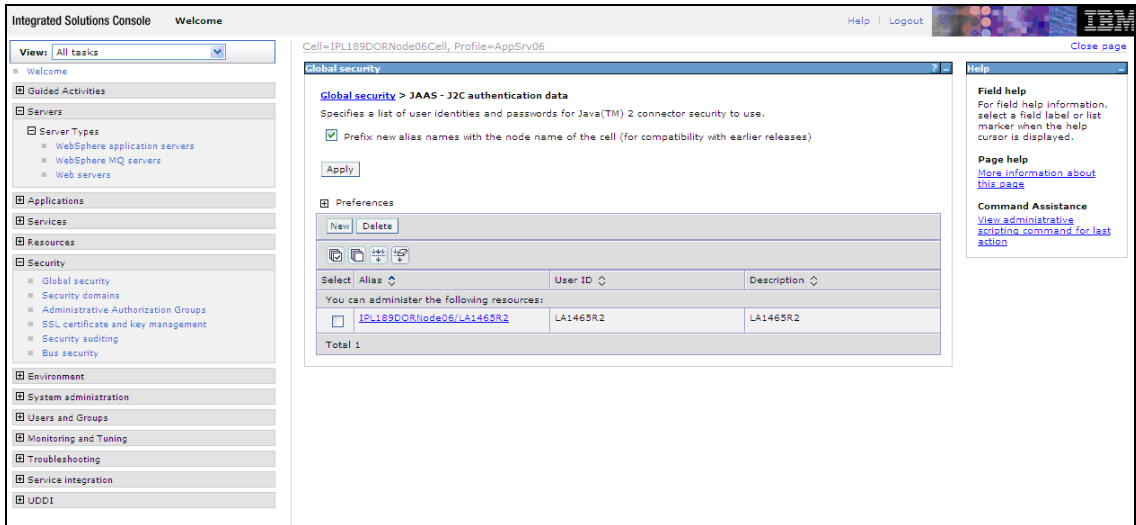 Integrated Solutions Console Welcome Help | Logout IBM
View: All tasks
Cell=IPL189DORNode06Cell, Profile=AppSrv06
Close page
Welcome
Guided Activities
Servers
Server Types
WebSphere application servers
WebSphere MQ servers
Web servers
Applications
Services
Resources
Security
Global security
Security domains
Administrative Authorization Groups
SSL certificate and key management
Security auditing
Bus security
Environment
System administration
Users and Groups
Monitoring and Tuning
Troubleshooting
Service integration
UDDI
Global security ? _
Global security > JAAS - J2C authentication data
Specifies a list of user identities and passwords for Java(TM) 2 connector security to use.
Prefix new alias names with the node name of the cell (for compatibility with earlier releases)
Apply
Preferences
New Delete
Select Alias User ID Description
You can administer the following resources:
IPL189DORNode06/LA1465R2 LA1465R2 LA1465R2
Total 1
Help _
Field help
For field help information,
select a field label or list
marker when the help
cursor is displayed.
Page help
More information about
this page
Command Assistance
View administrative
scripting command for last
action